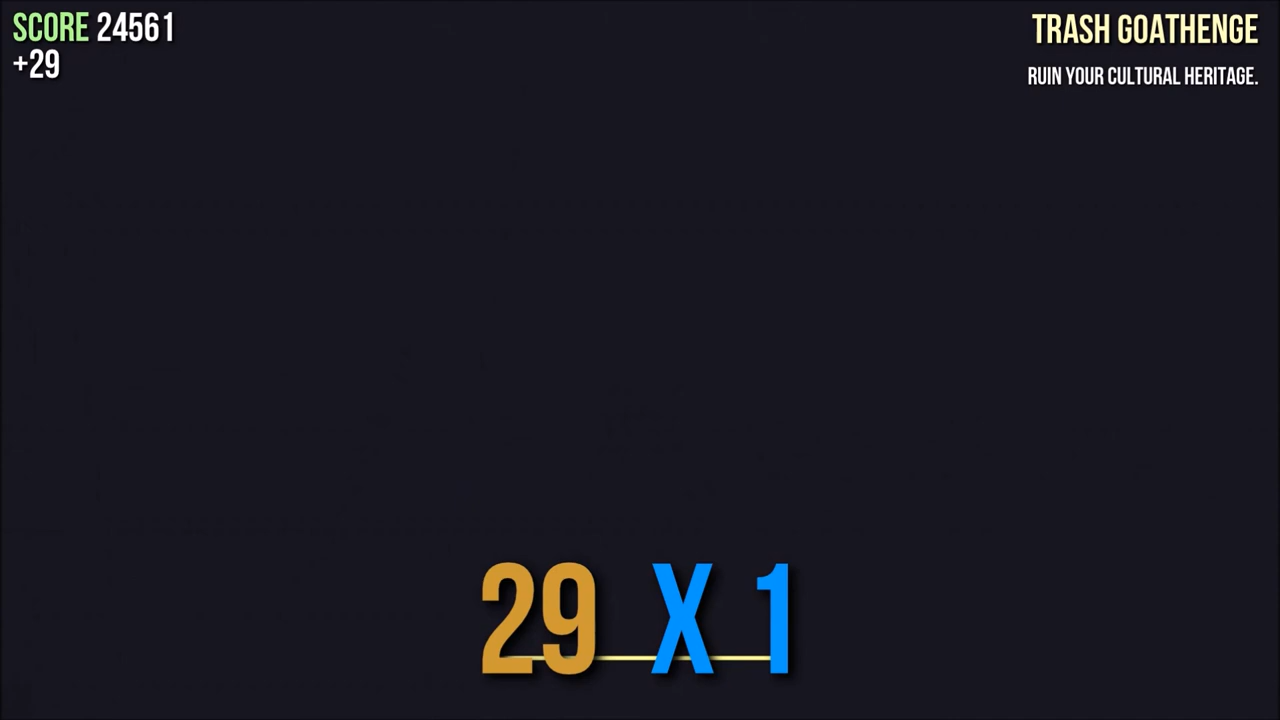 SCORE 24561
+29
TRASH GOATHENGE
RUIN YOUR CULTURAL HERITAGE.
29 X 1